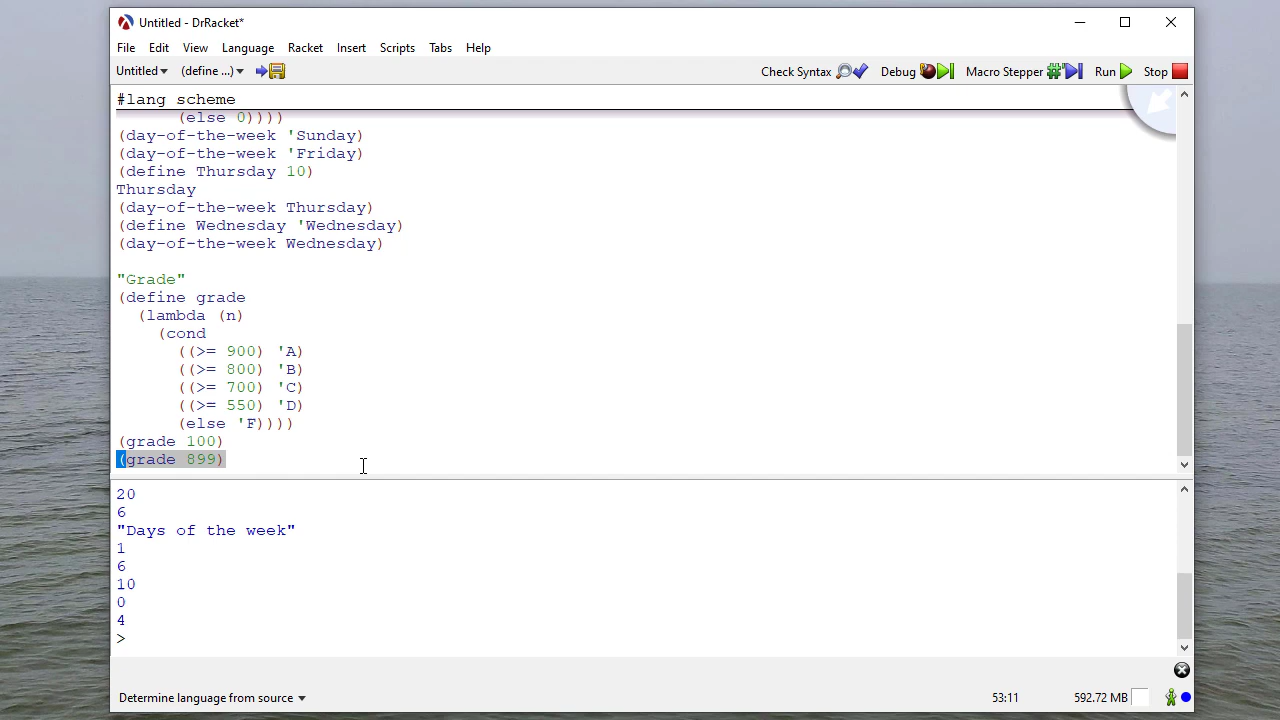 Untitled - DrRacket*
File Edit View Language Racket Insert Scripts Tabs Help
Untitled (define ...) Check Syntax Debug Macro Stepper Run Stop
#lang scheme
(else 0))))
(day-of-the-week 'Sunday)
(day-of-the-week 'Friday)
(define Thursday 10)
Thursday
(day-of-the-week Thursday)
(define Wednesday 'Wednesday)
(day-of-the-week Wednesday)
"Grade"
(define grade
(lambda (n)
(cond
((>= 900) 'A)
((>= 800) 'B)
((>= 700) 'C)
((>= 550) 'D)
(else 'F))))
(grade 100)
(grade 899)
20
6
"Days of the week"
1
6
10
0
4
>
Determine language from source 53:11 592.72 MB